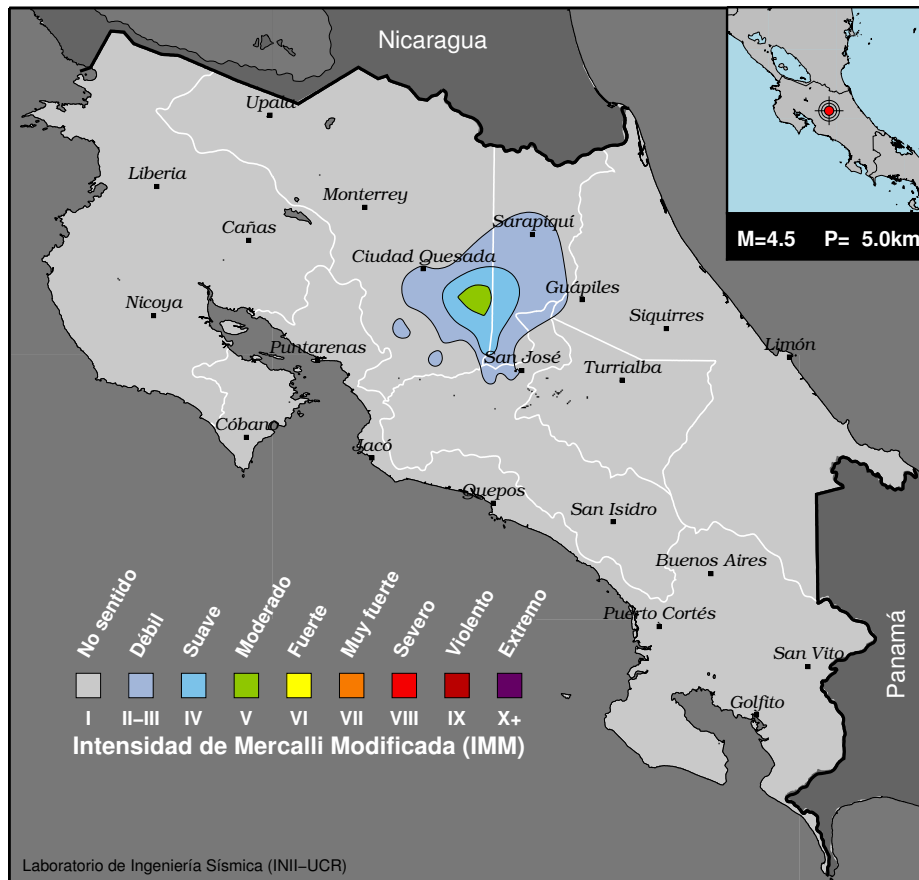 Nicaragua
Upala
Liberia
Monterrey
Cañas
Sarapiquí
Ciudad Quesada
M=4.5 P= 5.0km
Nicoya
Guápiles
Siquirres
Puntarenas
San José
Limón
Turrialba
Cóbano
Jacó
Quepos
San Isidro
Buenos Aires
Puerto Cortés
San Vito
Golfito
Panamá
No sentido
Débil
Suave
Moderado
Fuerte
Muy fuerte
Severo
Violento
Extremo
I II–III IV V VI VII VIII IX X+
Intensidad de Mercalli Modificada (IMM)
Laboratorio de Ingeniería Sísmica (INII–UCR)